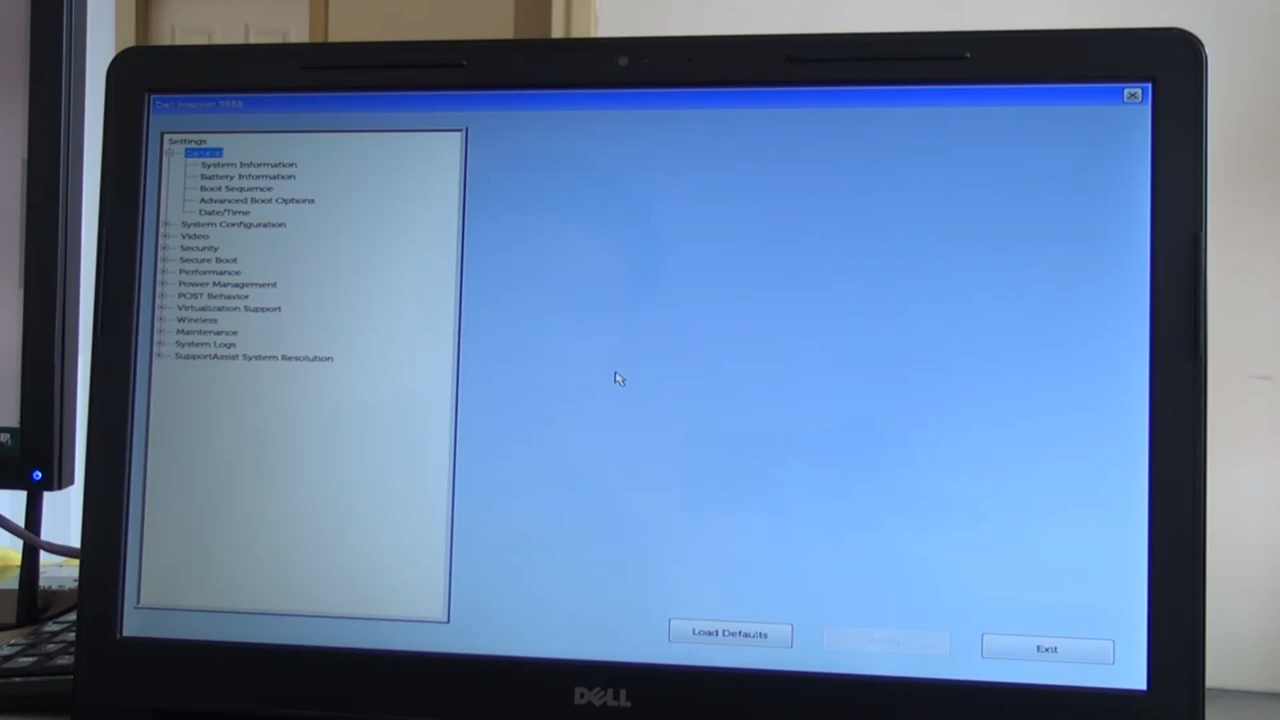 Settings
General
System Information
Battery Information
Boot Sequence
Advanced Boot Options
Date/Time
System Configuration
Video
Security
Secure Boot
Performance
Power Management
POST Behavior
Virtualization Support
Wireless
Maintenance
System Logs
SupportAssist System Resolution
Load Defaults
Exit
DELL